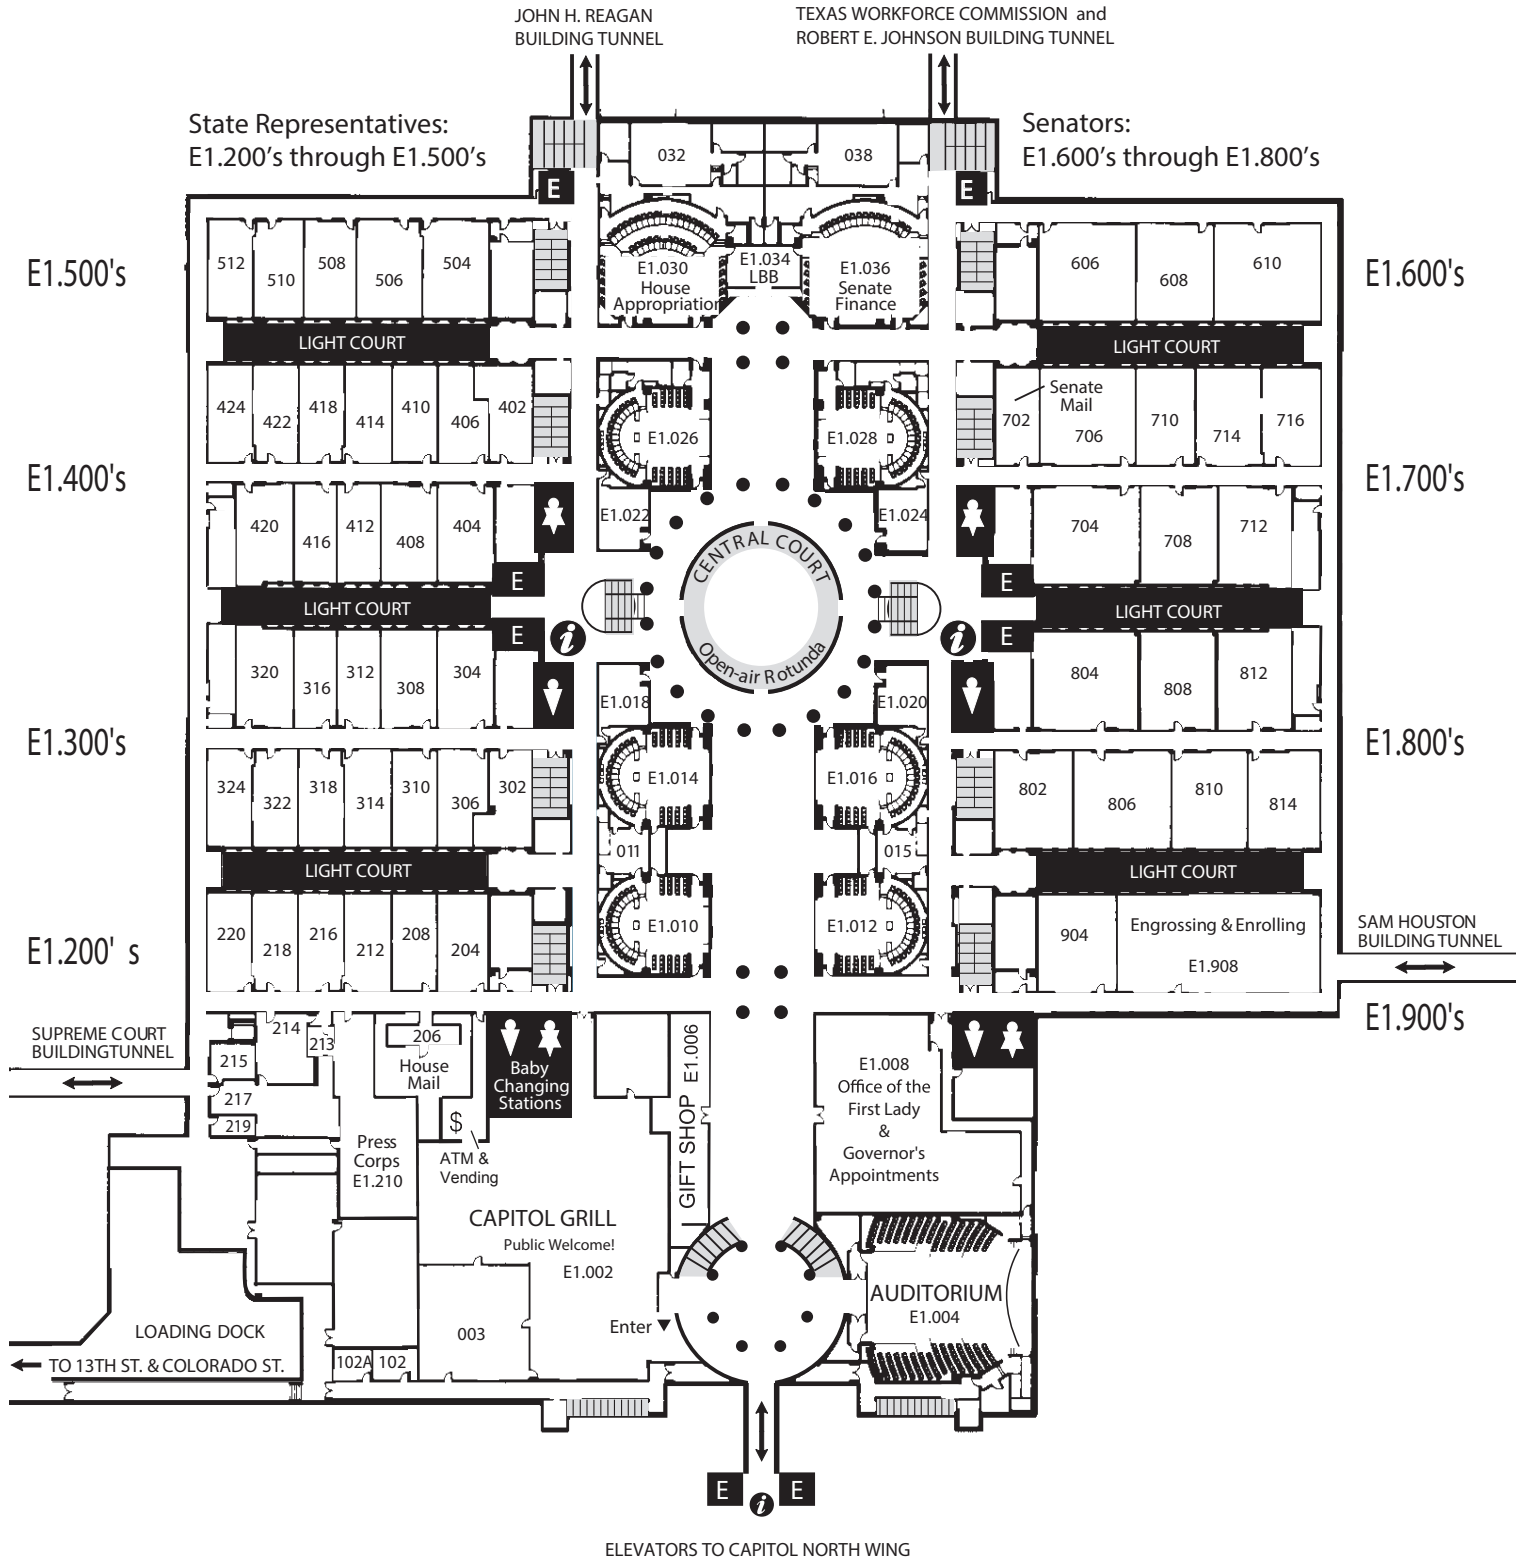 JOHN H. REAGAN
BUILDING TUNNEL
TEXAS WORKFORCE COMMISSION and
ROBERT E. JOHNSON BUILDING TUNNEL
State Representatives:
E1.200's through E1.500's
Senators:
E1.600's through E1.800's
032
038
E
E
E1.500's
512
510
508
506
504
E1.030
House
Appropriation
E1.034
LBB
E1.036
Senate
Finance
606
608
610
E1.600's
LIGHT COURT
LIGHT COURT
424
422
418
414
410
406
402
E1.026
E1.028
702
Senate
Mail
706
710
714
716
E1.400's
E1.700's
420
416
412
408
404
E1.022
E1.024
704
708
712
CENTRAL COURT
Open-air Rotunda
E
E
LIGHT COURT
LIGHT COURT
E
i
i
E
320
316
312
308
304
E1.018
E1.020
804
808
812
E1.300's
E1.800's
324
322
318
314
310
306
302
E1.014
E1.016
802
806
810
814
011
015
LIGHT COURT
LIGHT COURT
220
218
216
212
208
204
E1.010
E1.012
904
Engrossing & Enrolling
E1.908
E1.200' s
SAM HOUSTON
BUILDING TUNNEL
E1.900's
SUPREME COURT
BUILDINGTUNNEL
214
213
215
217
219
206
House
Mail
Baby
Changing
Stations
$
ATM &
Vending
Press
Corps
E1.210
GIFT SHOP E1.006
E1.008
Office of the
First Lady
&
Governor's
Appointments
CAPITOL GRILL
Public Welcome!
E1.002
AUDITORIUM
E1.004
Enter
003
102A
102
LOADING DOCK
TO 13TH ST. & COLORADO ST.
E
i
E
ELEVATORS TO CAPITOL NORTH WING